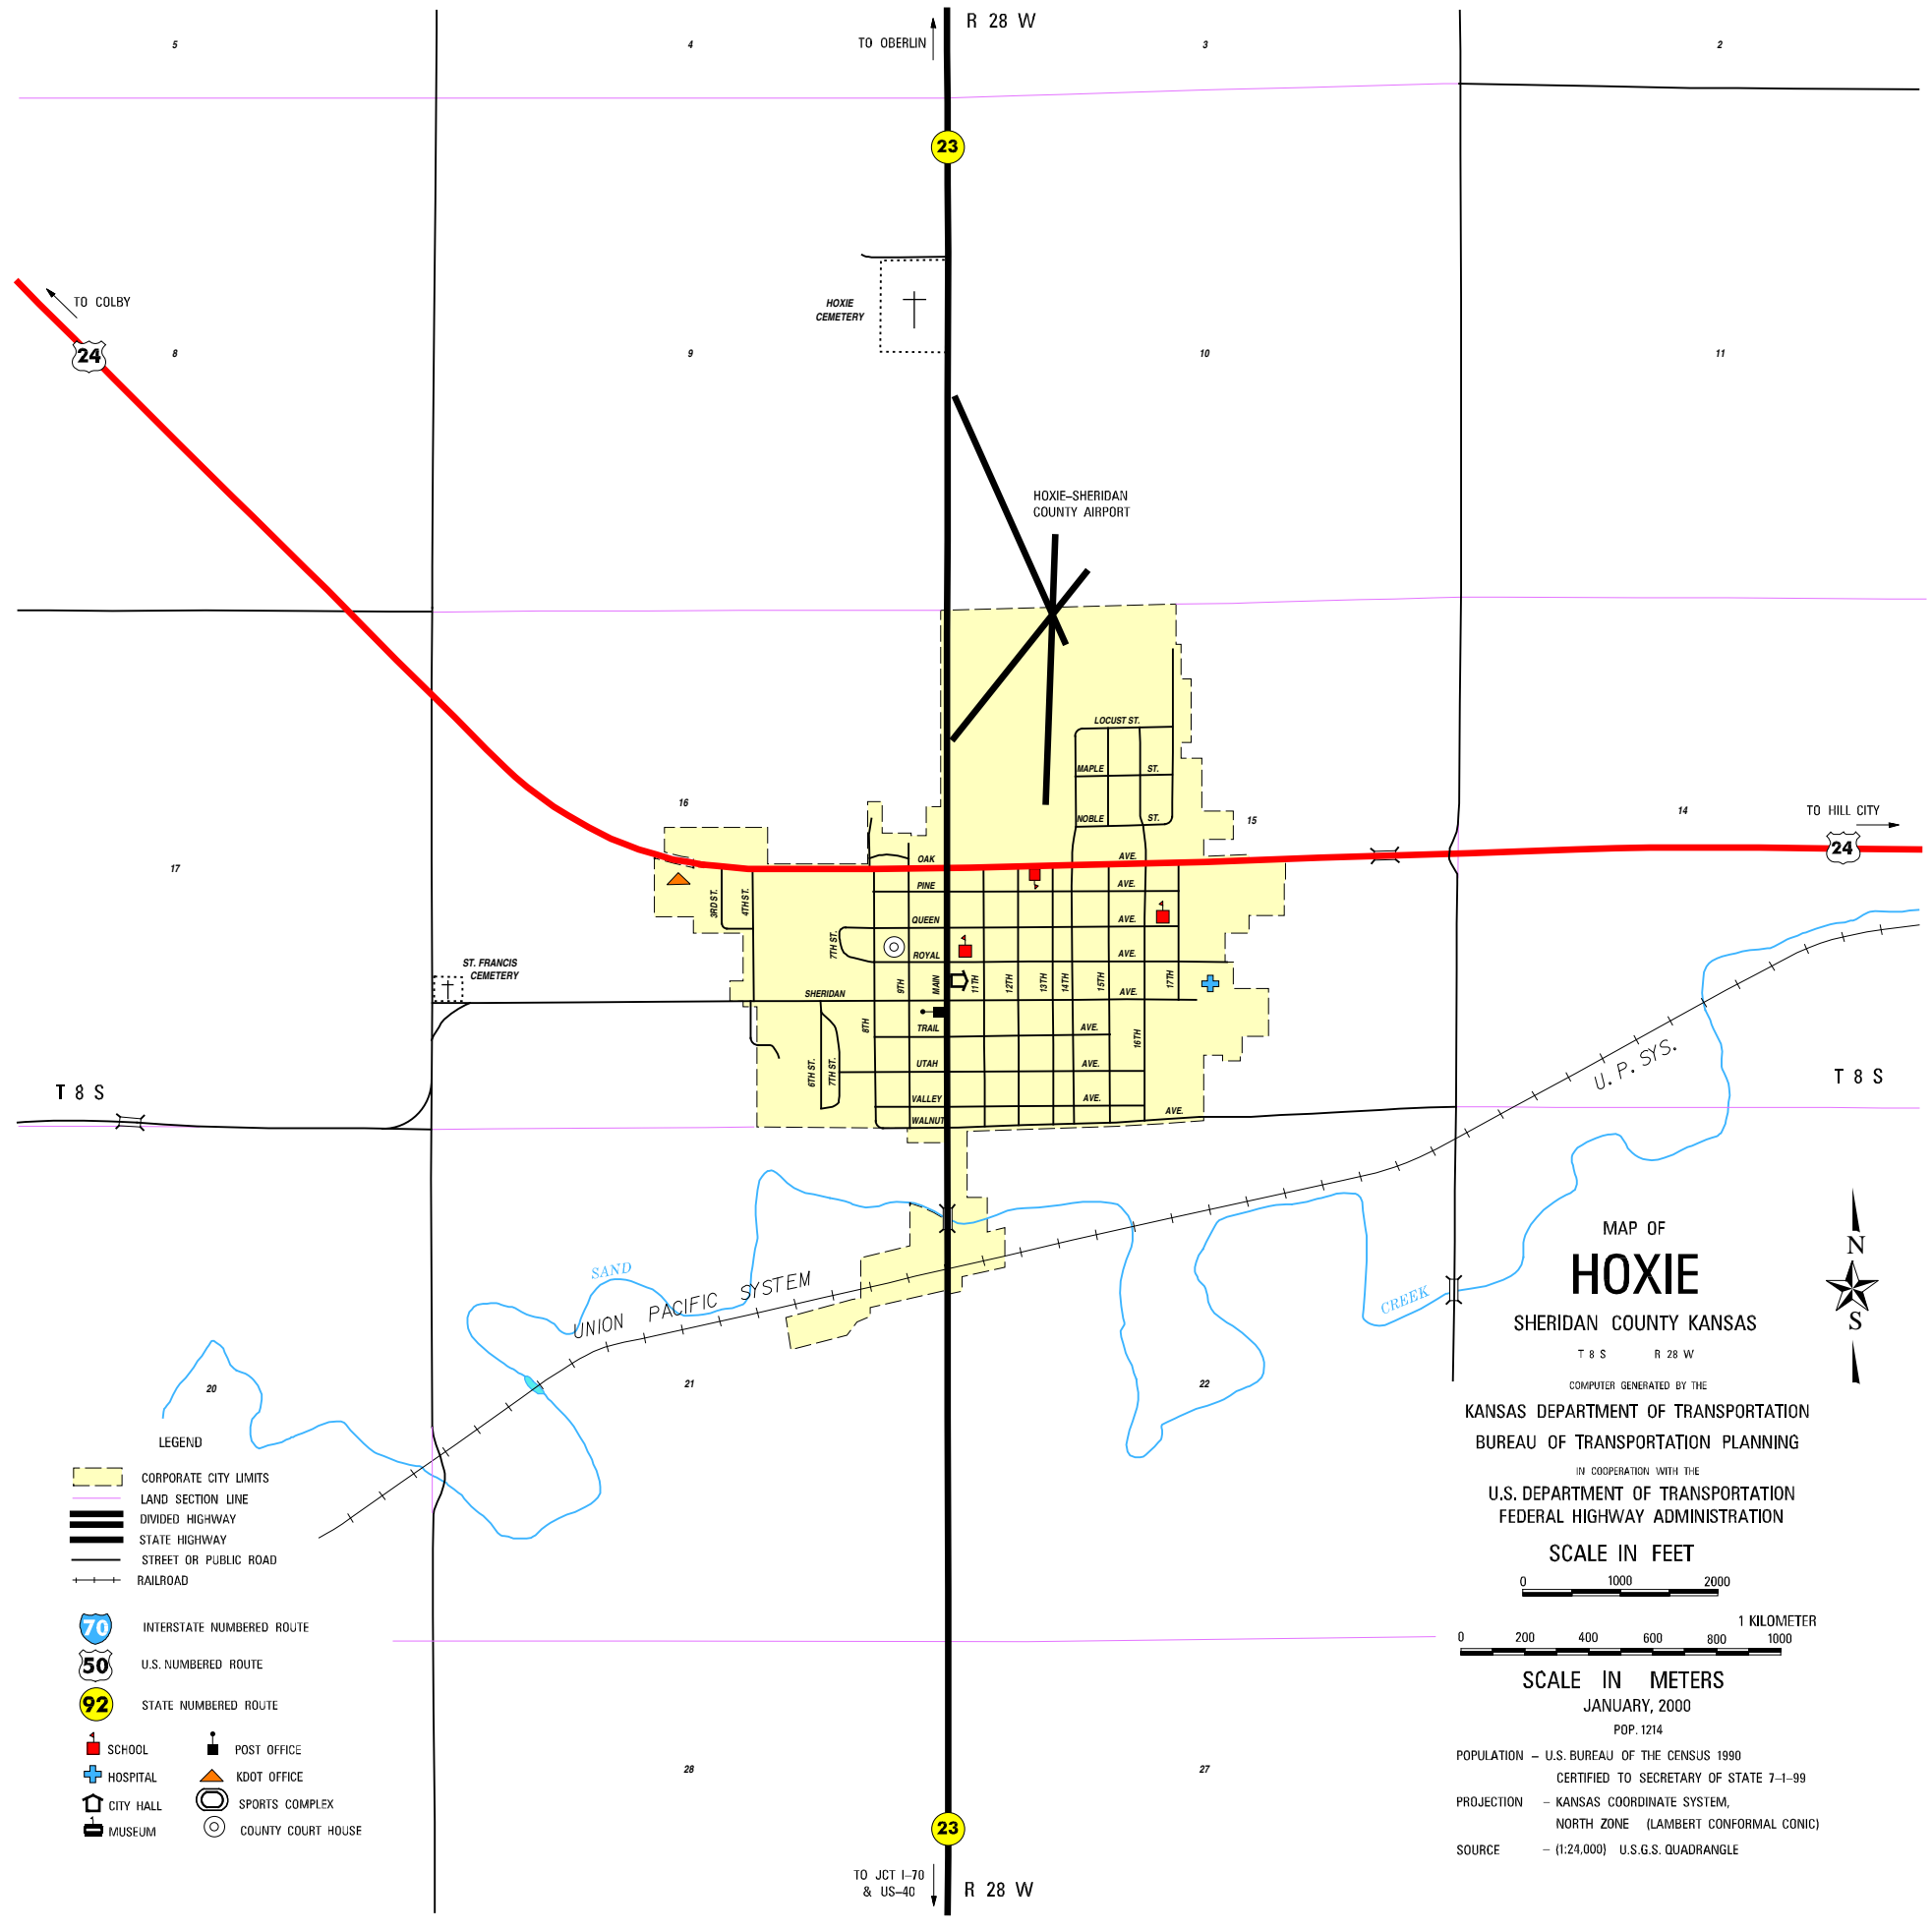 R 28 W
TO OBERLIN
5
4
3
2
23
TO COLBY
24
HOXIE
CEMETERY
8
9
10
11
HOXIE–SHERIDAN
COUNTY AIRPORT
LOCUST ST.
MAPLE ST.
NOBLE ST.
16
15
14
TO HILL CITY
24
17
OAK AVE.
PINE AVE.
3RD ST.
4TH ST.
QUEEN AVE.
7TH ST.
ROYAL AVE.
ST. FRANCIS
CEMETERY
9TH
MAIN
11TH
12TH
13TH
14TH
15TH
17TH
SHERIDAN AVE.
8TH
TRAIL AVE.
16TH
6TH ST.
7TH ST.
UTAH AVE.
VALLEY AVE.
WALNUT AVE.
T 8 S
U. P. SYS.
T 8 S
SAND
UNION PACIFIC SYSTEM
CREEK
20
21
22
MAP OF
HOXIE
SHERIDAN COUNTY KANSAS
T 8 S R 28 W
N
S
COMPUTER GENERATED BY THE
KANSAS DEPARTMENT OF TRANSPORTATION
BUREAU OF TRANSPORTATION PLANNING
IN COOPERATION WITH THE
U.S. DEPARTMENT OF TRANSPORTATION
FEDERAL HIGHWAY ADMINISTRATION
SCALE IN FEET
0 1000 2000
1 KILOMETER
0 200 400 600 800 1000
SCALE IN METERS
JANUARY, 2000
POP. 1214
POPULATION – U.S. BUREAU OF THE CENSUS 1990
CERTIFIED TO SECRETARY OF STATE 7–1–99
PROJECTION – KANSAS COORDINATE SYSTEM,
NORTH ZONE (LAMBERT CONFORMAL CONIC)
SOURCE – (1:24,000) U.S.G.S. QUADRANGLE
LEGEND
CORPORATE CITY LIMITS
LAND SECTION LINE
DIVIDED HIGHWAY
STATE HIGHWAY
STREET OR PUBLIC ROAD
RAILROAD
70 INTERSTATE NUMBERED ROUTE
50 U.S. NUMBERED ROUTE
92 STATE NUMBERED ROUTE
SCHOOL POST OFFICE
HOSPITAL KDOT OFFICE
CITY HALL SPORTS COMPLEX
MUSEUM COUNTY COURT HOUSE
28
27
23
TO JCT I–70
& US–40
R 28 W